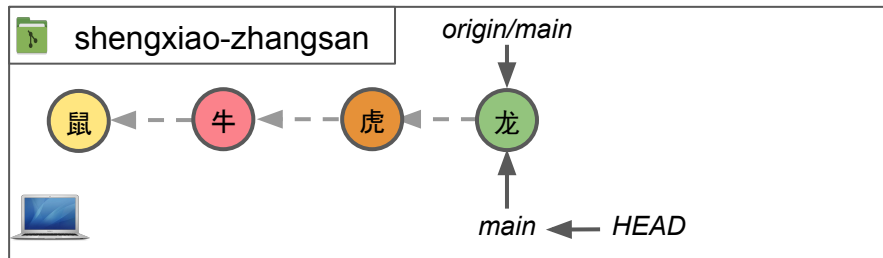 shengxiao-zhangsan
origin/main
鼠 牛 虎 龙
main HEAD